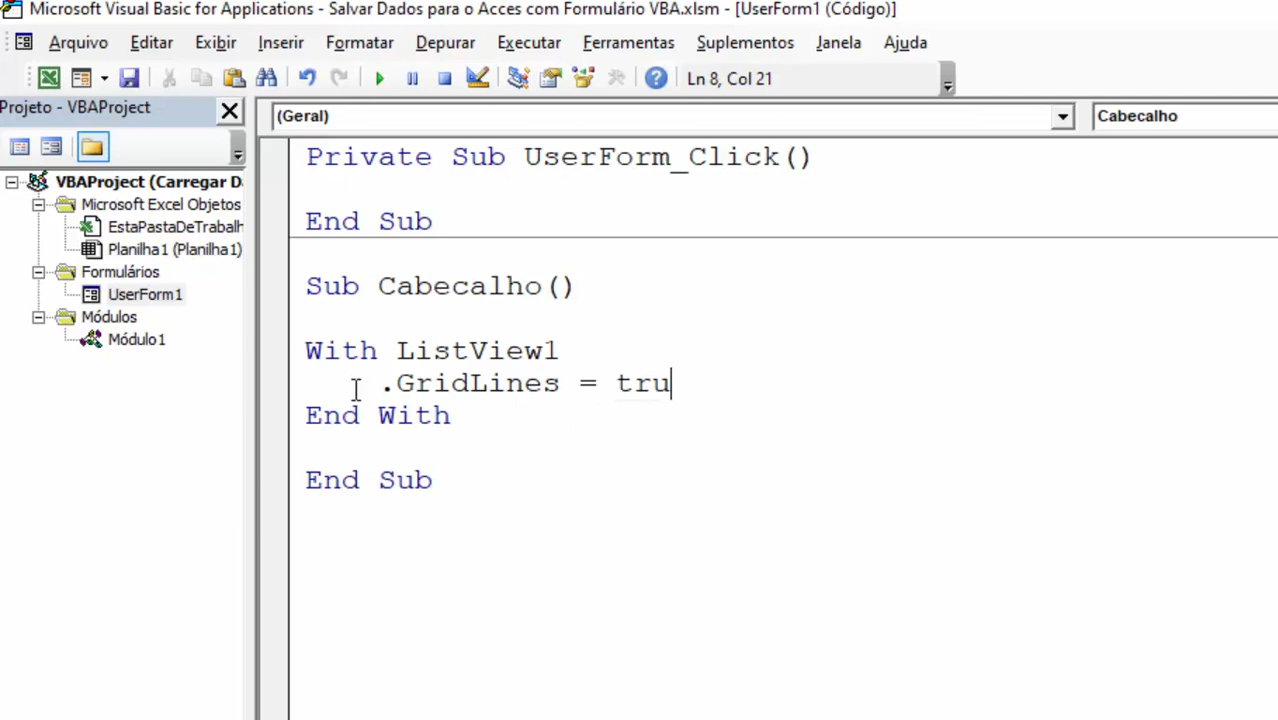 Microsoft Visual Basic for Applications - Salvar Dados para o Acces com Formulário VBA.xlsm - [UserForm1 (Código)]
Arquivo Editar Exibir Inserir Formatar Depurar Executar Ferramentas Suplementos Janela Ajuda
Ln 8, Col 21
Projeto - VBAProject
(Geral) Cabecalho
VBAProject (Carregar D
Microsoft Excel Objetos
EstaPastaDeTrabalh
Planilha1 (Planilha1)
Formulários
UserForm1
Módulos
Módulo1
Private Sub UserForm_Click()
End Sub
Sub Cabecalho()
With ListView1
.GridLines = tru
End With
End Sub